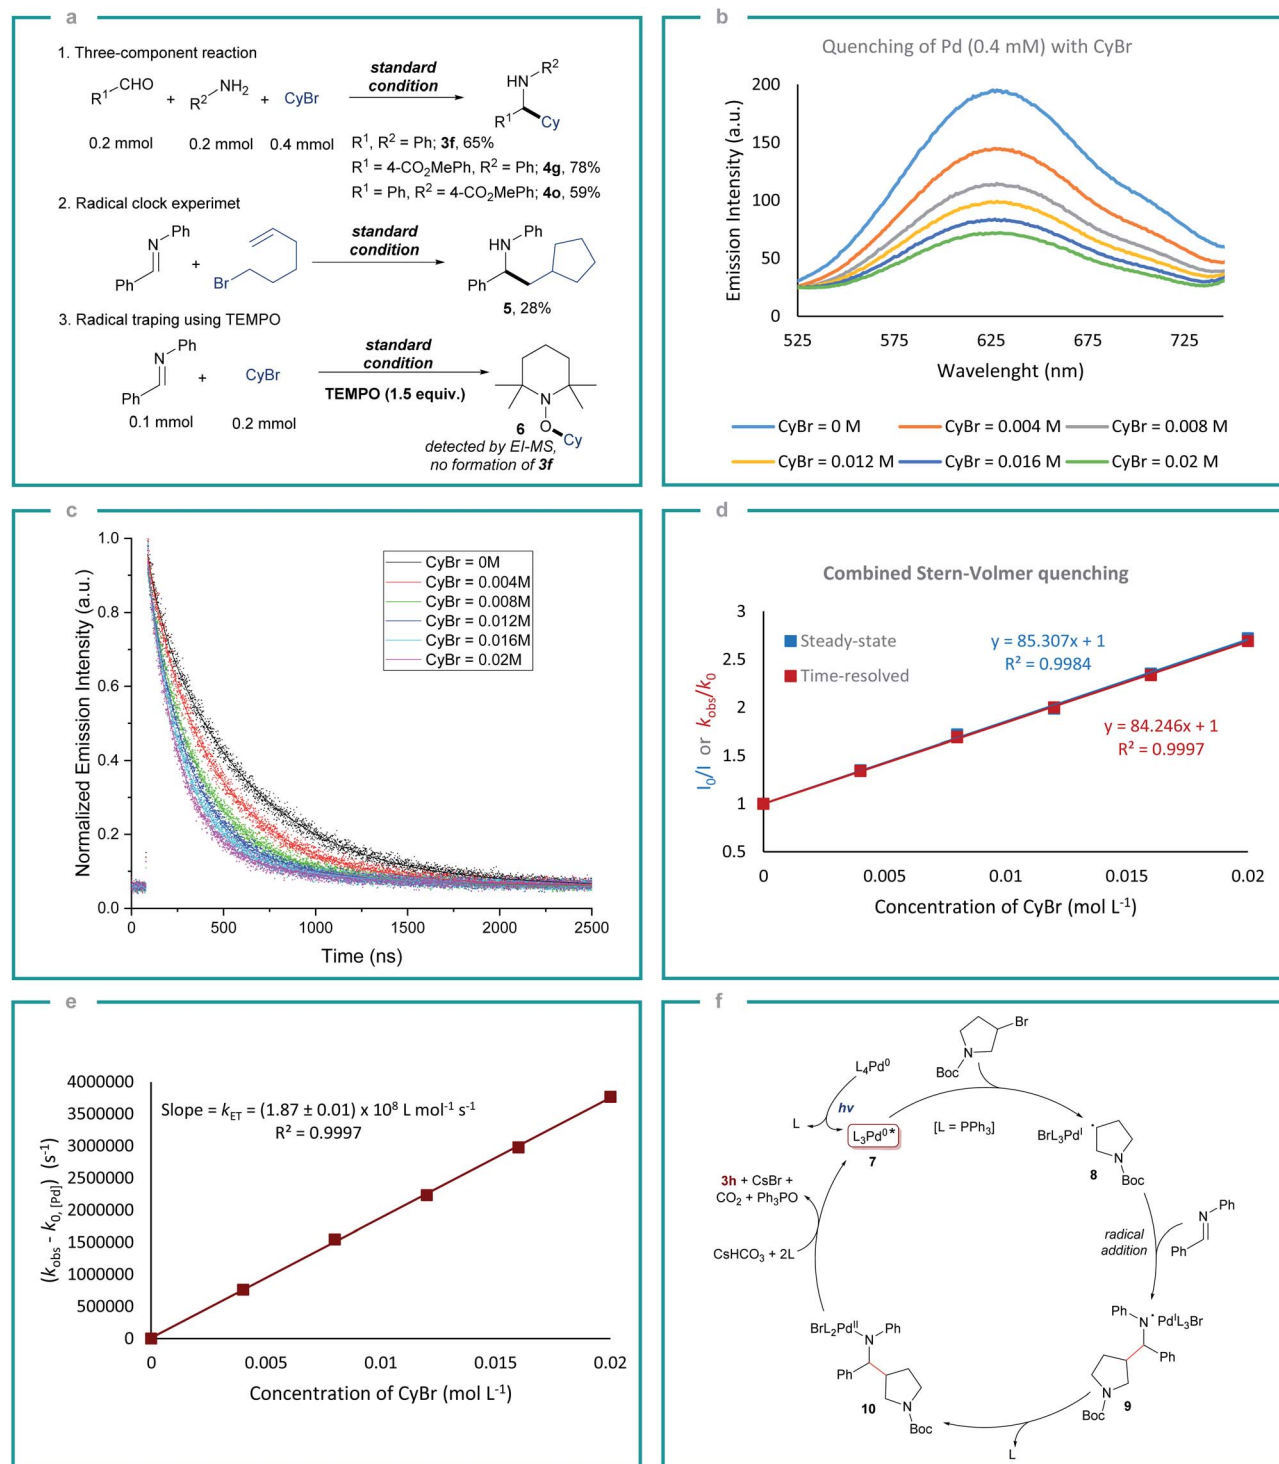 a
1. Three-component reaction
R¹ CHO + R² NH₂ + CyBr
standard
condition
HN R²
R¹ Cy
0.2 mmol 0.2 mmol 0.4 mmol
R¹, R² = Ph; 3f, 65%
R¹ = 4-CO₂MePh, R² = Ph; 4g, 78%
R¹ = Ph, R² = 4-CO₂MePh; 4o, 59%
2. Radical clock experimet
N Ph
Ph
+
Br
standard
condition
HN Ph
Ph
5, 28%
3. Radical traping using TEMPO
N Ph
Ph
+ CyBr
0.1 mmol 0.2 mmol
standard
condition
TEMPO (1.5 equiv.)
N
O
Cy
6
detected by EI-MS,
no formation of 3f
b
Quenching of Pd (0.4 mM) with CyBr
Emission Intensity (a.u.)
200
150
100
50
0
525 575 625 675 725
Wavelenght (nm)
CyBr = 0 M CyBr = 0.004 M CyBr = 0.008 M
CyBr = 0.012 M CyBr = 0.016 M CyBr = 0.02 M
c
Normalized Emission Intensity (a.u.)
1.0
0.8
0.6
0.4
0.2
0.0
0 500 1000 1500 2000 2500
Time (ns)
CyBr = 0M
CyBr = 0.004M
CyBr = 0.008M
CyBr = 0.012M
CyBr = 0.016M
CyBr = 0.02M
d
Combined Stern-Volmer quenching
I₀/I or k_obs/k₀
3
2.5
2
1.5
1
0.5
Steady-state
Time-resolved
y = 85.307x + 1
R² = 0.9984
y = 84.246x + 1
R² = 0.9997
0 0.005 0.01 0.015 0.02
Concentration of CyBr (mol L⁻¹)
e
(k_obs - k_0, [Pd]) (s⁻¹)
4000000
3500000
3000000
2500000
2000000
1500000
1000000
500000
0
Slope = k_ET = (1.87 ± 0.01) x 10⁸ L mol⁻¹ s⁻¹
R² = 0.9997
0 0.005 0.01 0.015 0.02
Concentration of CyBr (mol L⁻¹)
f
Br
N
Boc
L₄Pd⁰
hν
L
L₃Pd⁰*
7
[L = PPh₃]
BrL₃Pdᴵ
·
N
Boc
8
radical
addition
N Ph
Ph
Ph N · PdᴵL₃Br
Ph
N
Boc
9
L
BrL₂Pdᴵᴵ N Ph
Ph
N
Boc
10
CsHCO₃ + 2L
3h + CsBr +
CO₂ + Ph₃PO